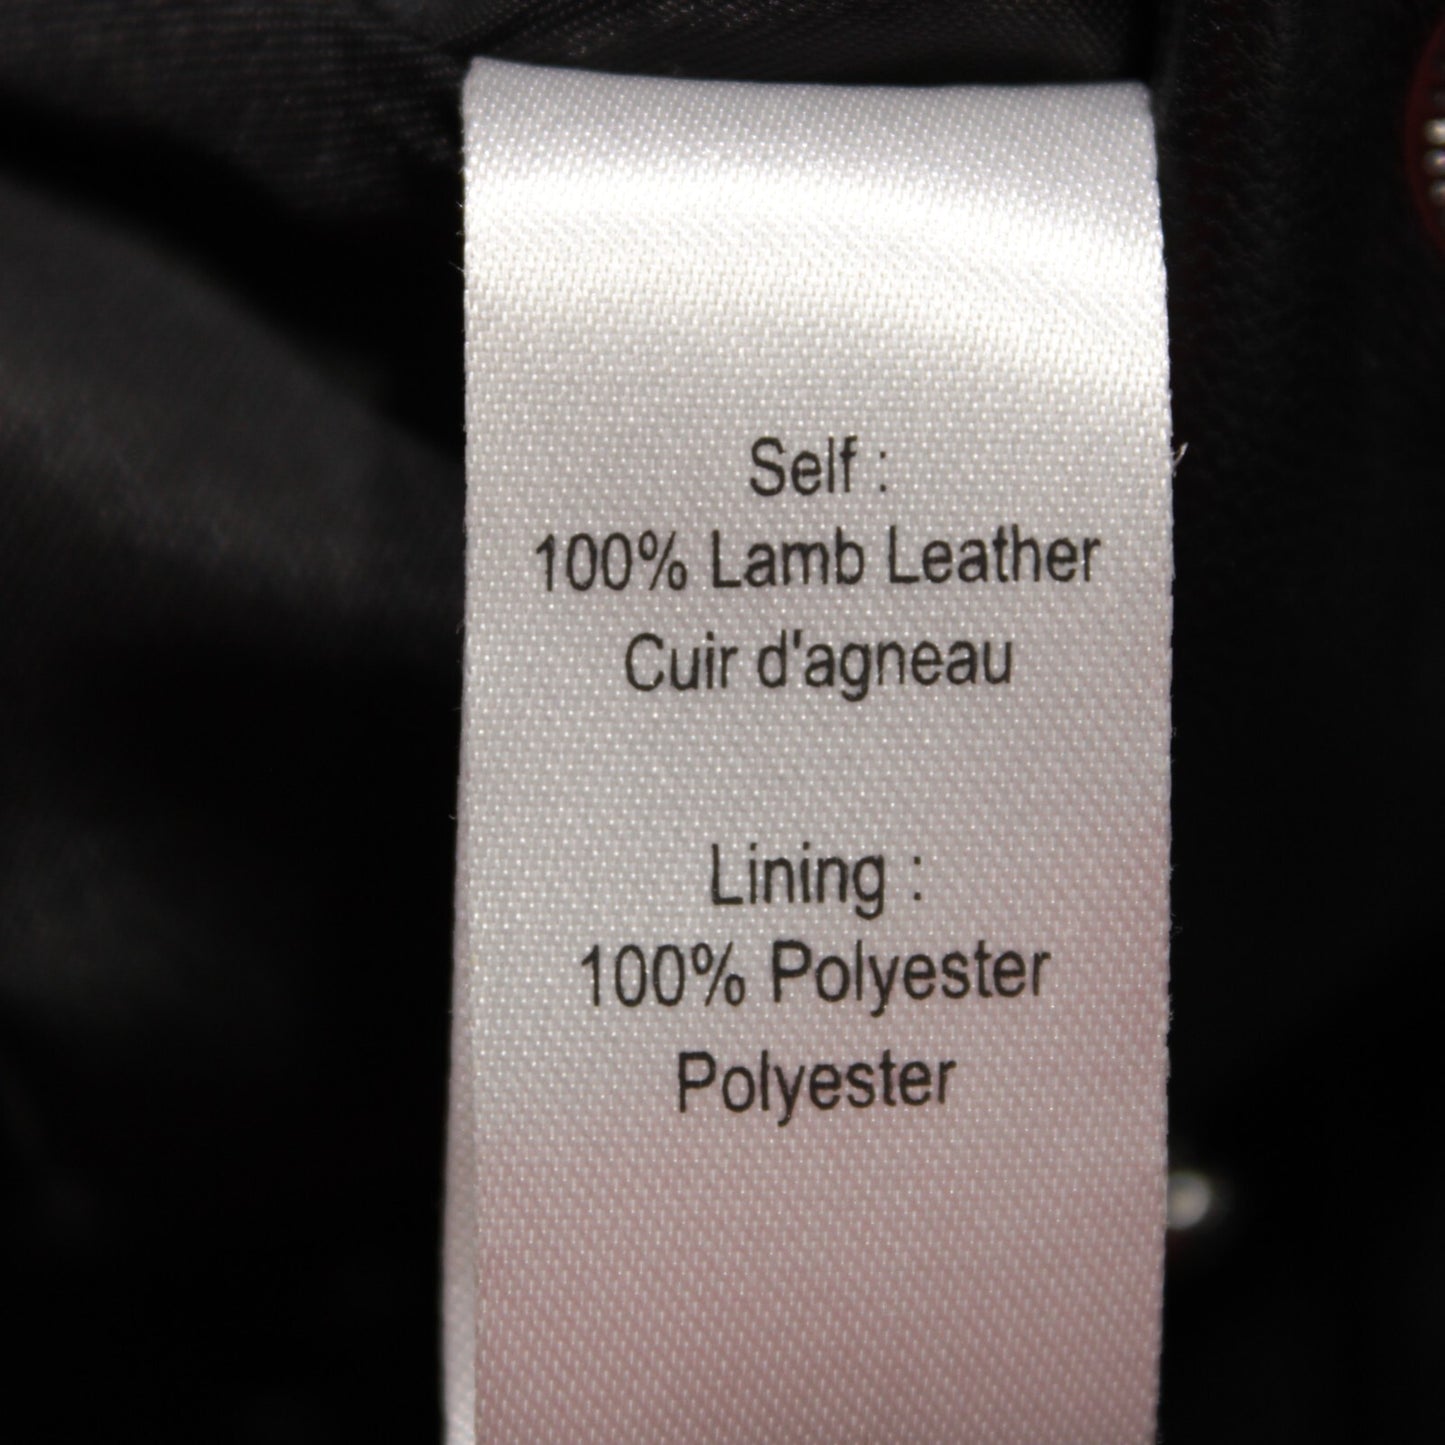 Self :
100% Lamb Leather
Cuir d'agneau
Lining :
100% Polyester
Polyester